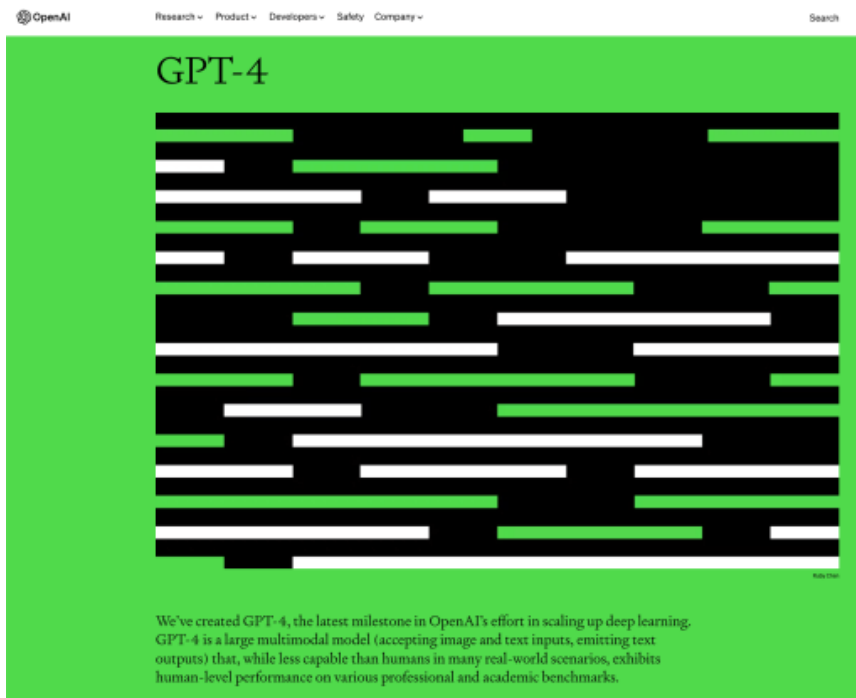 OpenAI Research Product Developers Safety Company Search
GPT-4
We've created GPT-4, the latest milestone in OpenAI's effort in scaling up deep learning.
GPT-4 is a large multimodal model (accepting image and text inputs, emitting text
outputs) that, while less capable than humans in many real-world scenarios, exhibits
human-level performance on various professional and academic benchmarks.